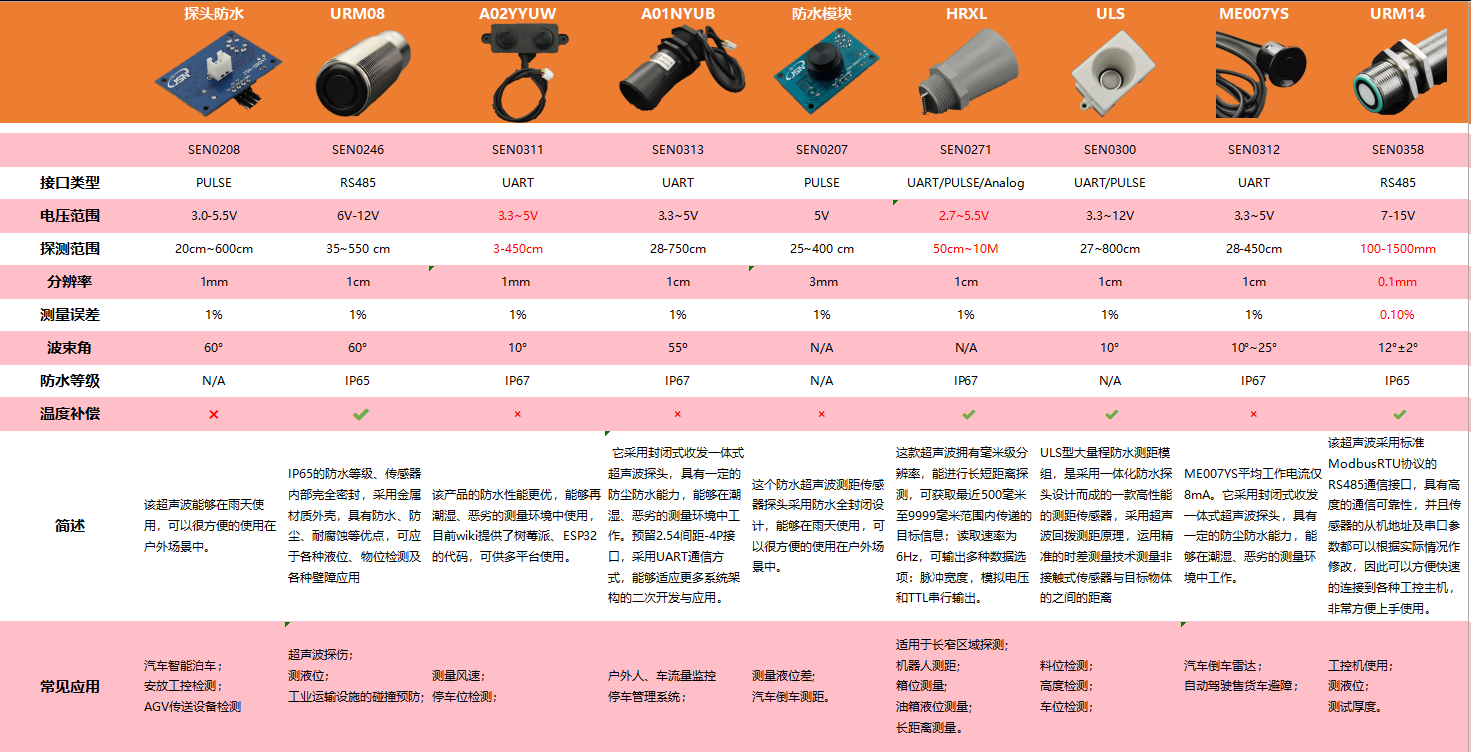 探头防水 URM08 A02YYUW A01NYUB 防水模块 HRXL ULS ME007YS URM14
JSN
JSN
SEN0208 SEN0246 SEN0311 SEN0313 SEN0207 SEN0271 SEN0300 SEN0312 SEN0358
接口类型 PULSE RS485 UART UART PULSE UART/PULSE/Analog UART/PULSE UART RS485
电压范围 3.0-5.5V 6V-12V 3.3~5V 3.3~5V 5V 2.7~5.5V 3.3~12V 3.3~5V 7-15V
探测范围 20cm~600cm 35~550 cm 3-450cm 28-750cm 25~400 cm 50cm~10M 27~800cm 28-450cm 100-1500mm
分辨率 1mm 1cm 1mm 1cm 3mm 1cm 1cm 1cm 0.1mm
测量误差 1% 1% 1% 1% 1% 1% 1% 1% 0.10%
波束角 60° 60° 10° 55° N/A N/A 10° 10°~25° 12°±2°
防水等级 N/A IP65 IP67 IP67 N/A IP67 N/A IP67 IP65
温度补偿
简述
该超声波能够在雨天使
用，可以很方便的使用在
户外场景中。
IP65的防水等级、传感器
内部完全密封，采用金属
材质外壳，具有防水、防
尘、耐腐蚀等优点，可应
于各种液位、物位检测及
各种壁障应用
该产品的防水性能更优，能够再
潮湿、恶劣的测量环境中使用，
目前wiki提供了树莓派、ESP32
的代码，可供多平台使用。
它采用封闭式收发一体式
超声波探头，具有一定的
防尘防水能力，能够在潮
湿、恶劣的测量环境中工
作。预留2.54间距-4P接
口，采用UART通信方
式，能够适应更多系统架
构的二次开发与应用。
这个防水超声波测距传感
器探头采用防水全封闭设
计，能够在雨天使用，可
以很方便的使用在户外场
景中。
这款超声波拥有毫米级分
辨率，能进行长短距离探
测，可获取最近500毫米
至9999毫米范围内传递的
目标信息；读取速率为
6Hz，可输出多种数据选
项：脉冲宽度，模拟电压
和TTL串行输出。
ULS型大量程防水测距模
组，是采用一体化防水探
头设计而成的一款高性能
的测距传感器，采用超声
波回拨测距原理，运用精
准的时差测量技术测量非
接触式传感器与目标物体
的之间的距离
ME007YS平均工作电流仅
8mA。它采用封闭式收发
一体式超声波探头，具有
一定的防尘防水能力，能
够在潮湿、恶劣的测量环
境中工作。
该超声波采用标准
ModbusRTU协议的
RS485通信接口，具有高
度的通信可靠性，并且传
感器的从机地址及串口参
数都可以根据实际情况作
修改，因此可以方便快速
的连接到各种工控主机，
非常方便上手使用。
常见应用
汽车智能泊车；
安放工控检测；
AGV传送设备检测
超声波探伤；
测液位；
工业运输设施的碰撞预防；
测量风速；
停车位检测；
户外人、车流量监控
停车管理系统；
测量液位差；
汽车倒车测距。
适用于长窄区域探测；
机器人测距；
箱位测量；
油箱液位测量；
长距离测量。
料位检测；
高度检测；
车位检测；
汽车倒车雷达；
自动驾驶售货车避障；
工控机使用；
测液位；
测试厚度。